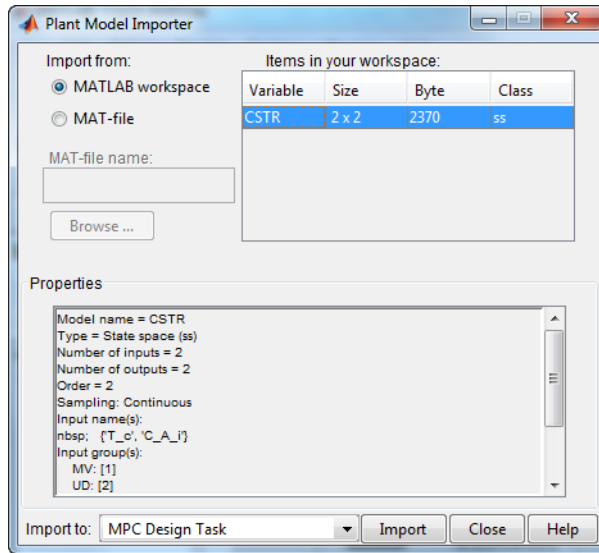 Plant Model Importer
Import from:
MATLAB workspace
MAT-file
MAT-file name:
Browse ...
Items in your workspace:
Variable Size Byte Class
CSTR 2 x 2 2370 ss
Properties
Model name = CSTR
Type = State space (ss)
Number of inputs = 2
Number of outputs = 2
Order = 2
Sampling: Continuous
Input name(s):
nbsp; {'T_c', 'C_A_i'}
Input group(s):
MV: [1]
UD: [2]
Import to: MPC Design Task Import Close Help